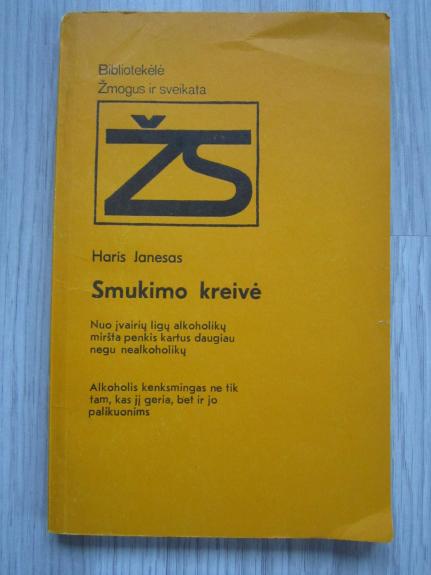 Bibliotekėlė
Žmogus ir sveikata
ŽS
Haris Janesas
Smukimo kreivė
Nuo įvairių ligų alkoholikų
miršta penkis kartus daugiau
negu nealkoholikų
Alkoholis kenksmingas ne tik
tam, kas jį geria, bet ir jo
palikuonims